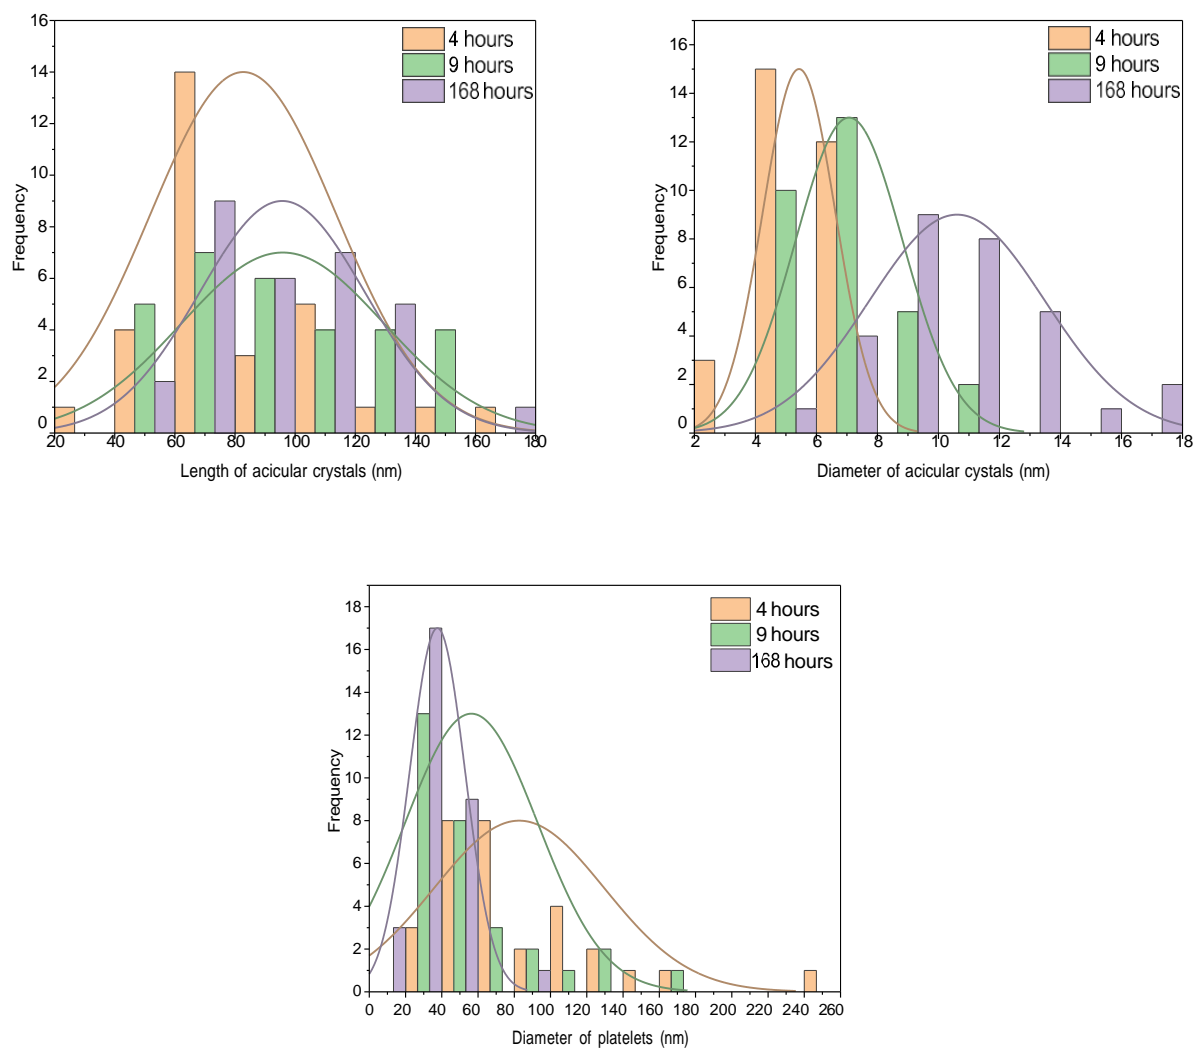 16
14
12
10
8
6
4
2
0
Frequency
4 hours
9 hours
168 hours
20 40 60 80 100 120 140 160 180
Length of acicular crystals (nm)
16
14
12
10
8
6
4
2
0
Frequency
4 hours
9 hours
168 hours
2 4 6 8 10 12 14 16 18
Diameter of acicular cystals (nm)
18
16
14
12
10
8
6
4
2
0
Frequency
4 hours
9 hours
168 hours
0 20 40 60 80 100 120 140 160 180 200 220 240 260
Diameter of platelets (nm)